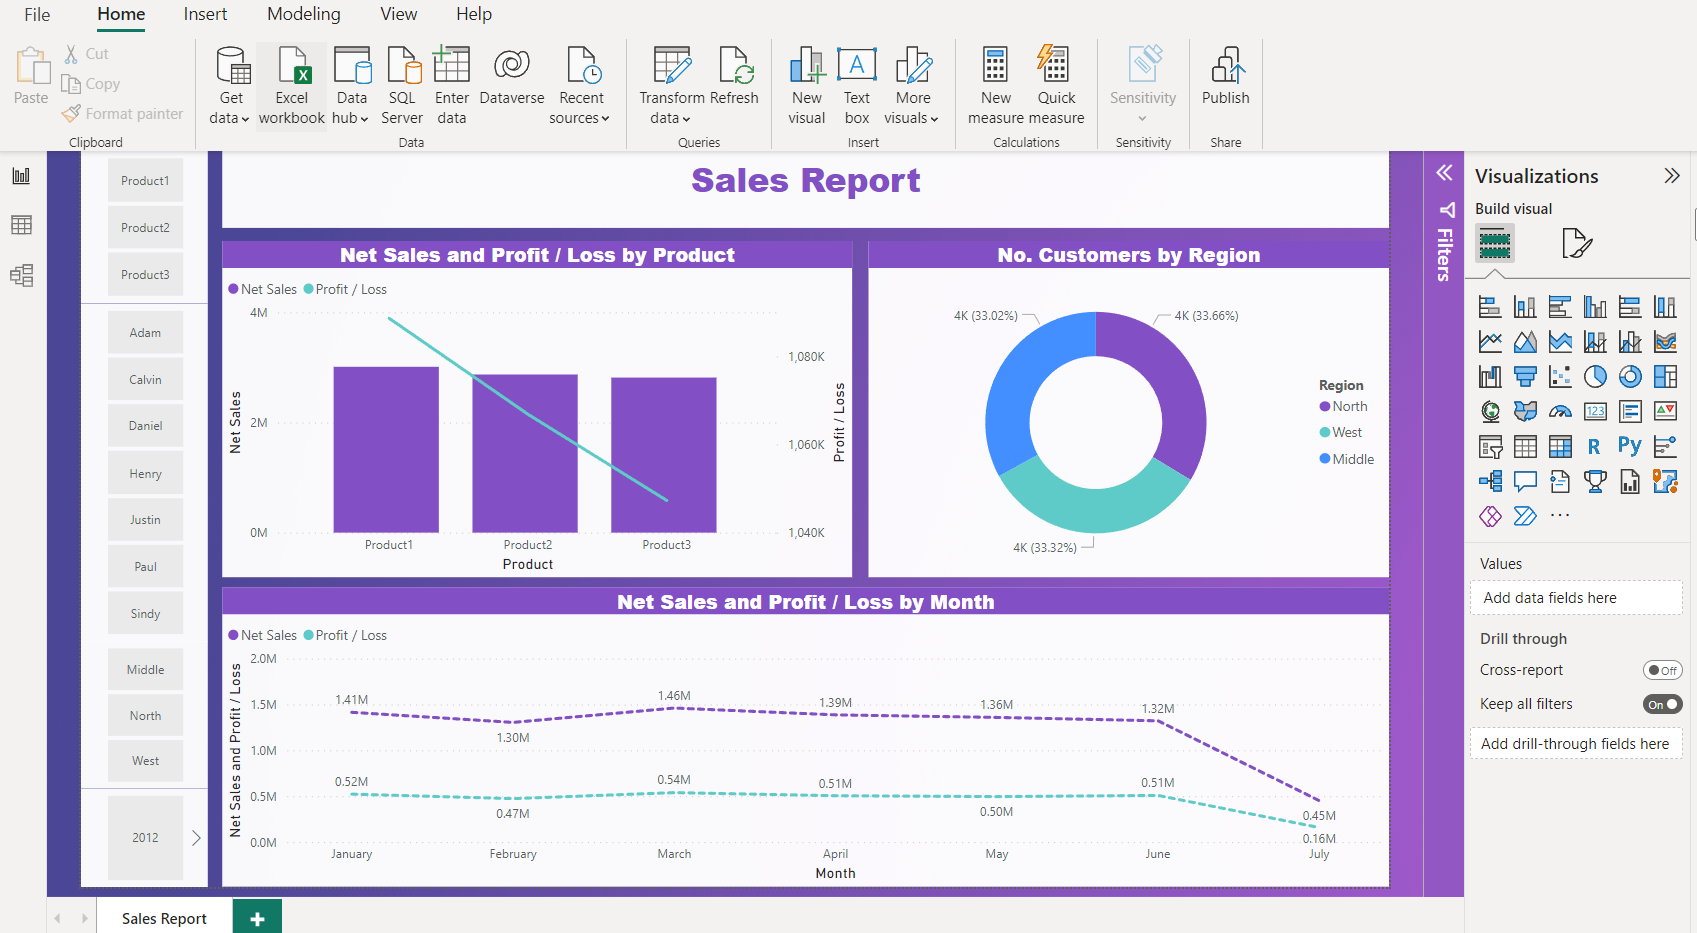 File Home Insert Modeling View Help
Paste
Cut
Copy
Format painter
Clipboard
Get data
Excel workbook
Data hub
SQL Server
Enter data
Dataverse
Recent sources
Data
Transform data
Refresh
Queries
New visual
Text box
More visuals
Insert
New measure
Quick measure
Calculations
Sensitivity
Sensitivity
Publish
Share
Product1
Product2
Product3
Adam
Calvin
Daniel
Henry
Justin
Paul
Sindy
Middle
North
West
2012
Sales Report
Net Sales and Profit / Loss by Product
Net Sales Profit / Loss
4M
2M
0M
Net Sales
1,080K
1,060K
1,040K
Profit / Loss
Product1 Product2 Product3
Product
No. Customers by Region
4K (33.02%)
4K (33.66%)
4K (33.32%)
Region
North
West
Middle
Net Sales and Profit / Loss by Month
Net Sales Profit / Loss
Net Sales and Profit / Loss
2.0M
1.5M
1.0M
0.5M
0.0M
1.41M 1.30M 1.46M 1.39M 1.36M 1.32M 0.45M
0.52M 0.47M 0.54M 0.51M 0.50M 0.51M 0.16M
January February March April May June July
Month
Filters
Visualizations
Build visual
123
R
Py
Values
Add data fields here
Drill through
Cross-report Off
Keep all filters On
Add drill-through fields here
Sales Report